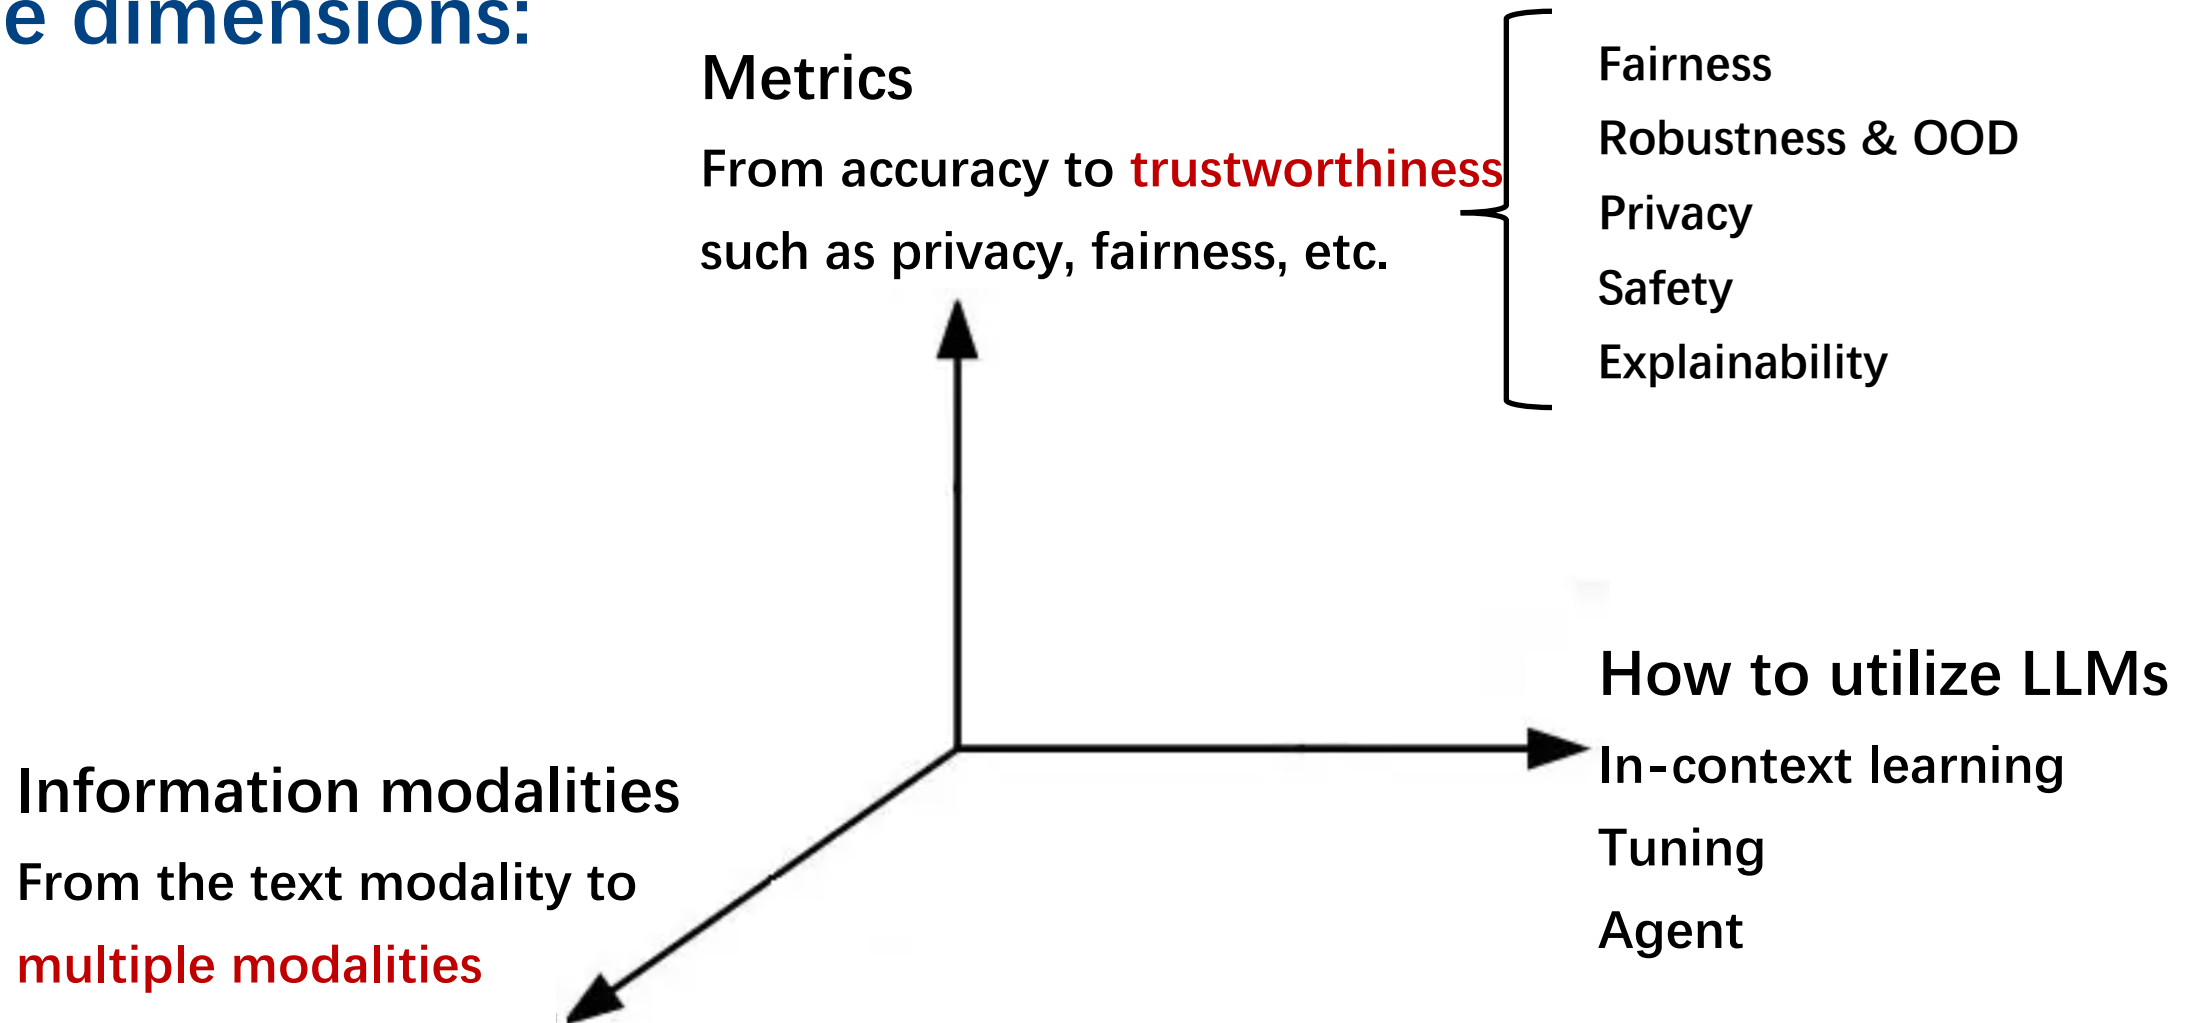 e dimensions:
Metrics
From accuracy to trustworthiness
such as privacy, fairness, etc.
Fairness
Robustness & OOD
Privacy
Safety
Explainability
How to utilize LLMs
In-context learning
Tuning
Agent
Information modalities
From the text modality to
multiple modalities